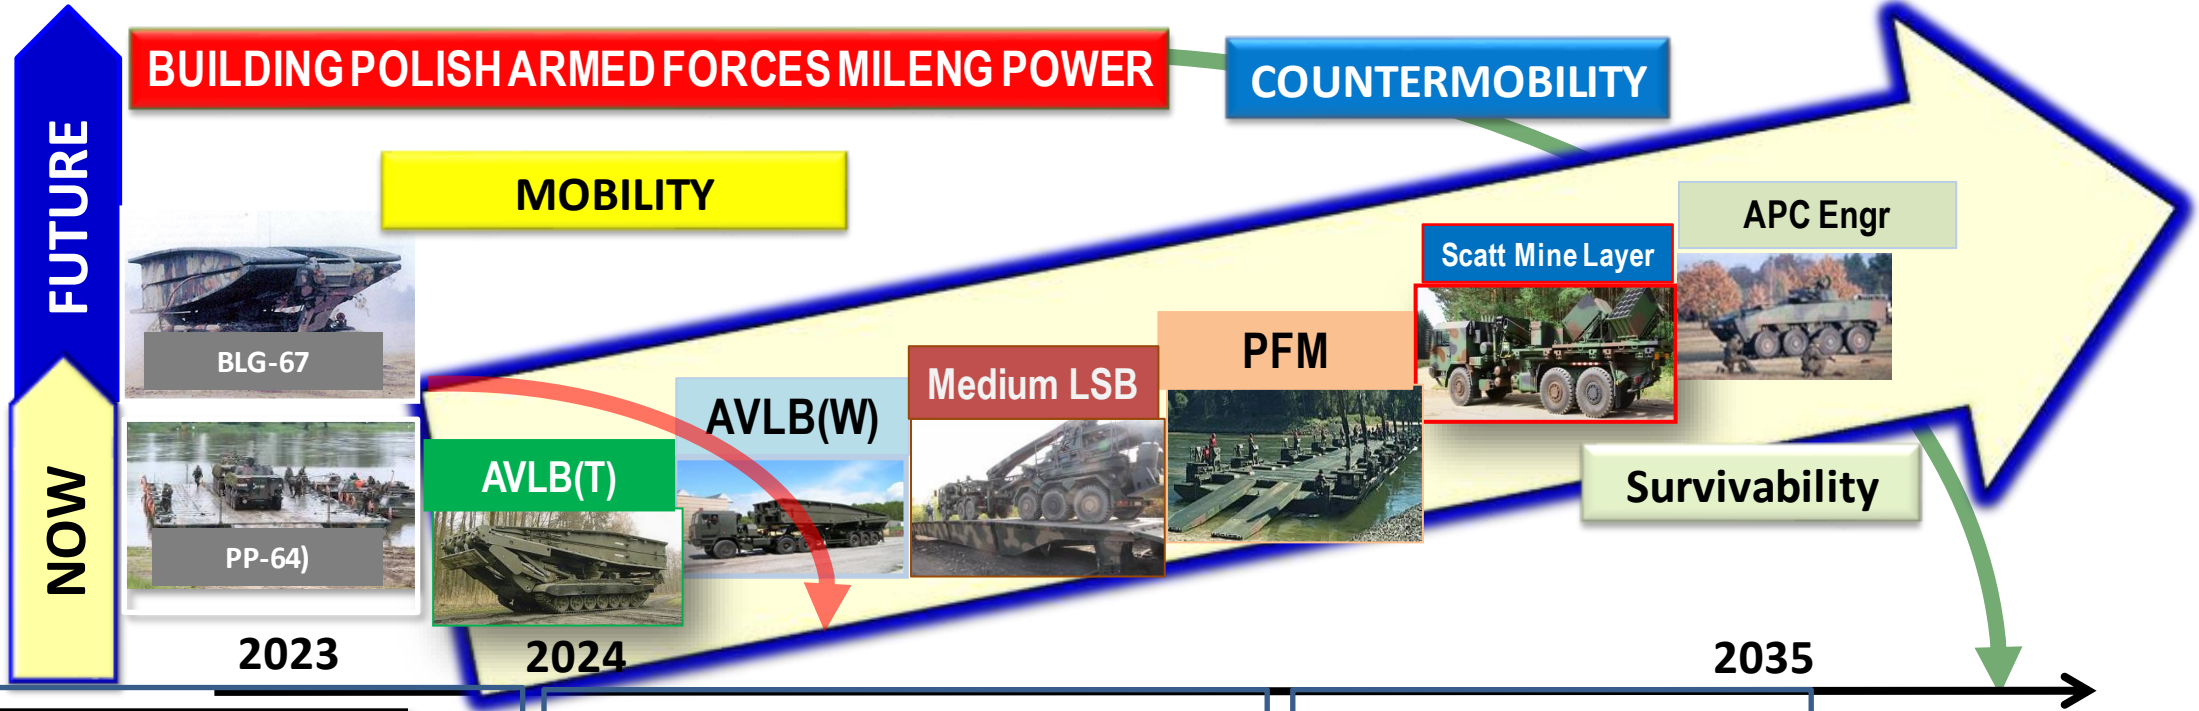 BUILDING POLISH ARMED FORCES MILENG POWER
COUNTERMOBILITY
FUTURE
MOBILITY
APC Engr
Scatt Mine Layer
BLG-67
PFM
Medium LSB
AVLB(W)
AVLB(T)
Survivability
NOW
PP-64)
2023
2024
2035